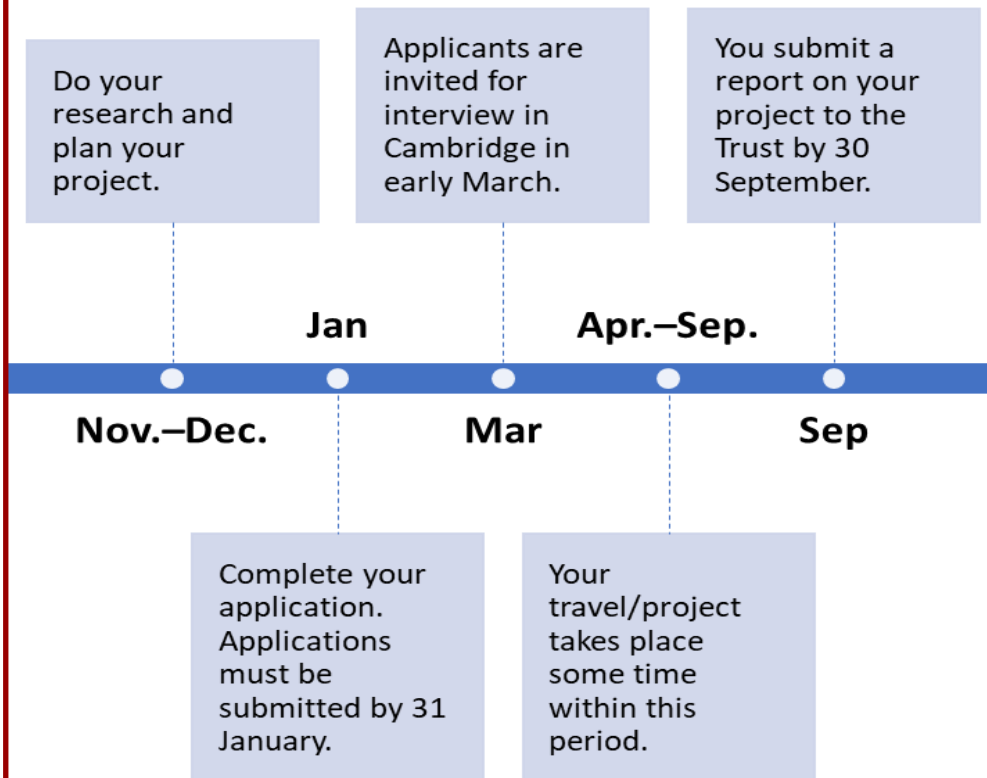 Do your
research and
plan your
project.
Applicants are
invited for
interview in
Cambridge in
early March.
You submit a
report on your
project to the
Trust by 30
September.
Jan
Apr.–Sep.
Nov.–Dec.
Mar
Sep
Complete your
application.
Applications
must be
submitted by 31
January.
Your
travel/project
takes place
some time
within this
period.